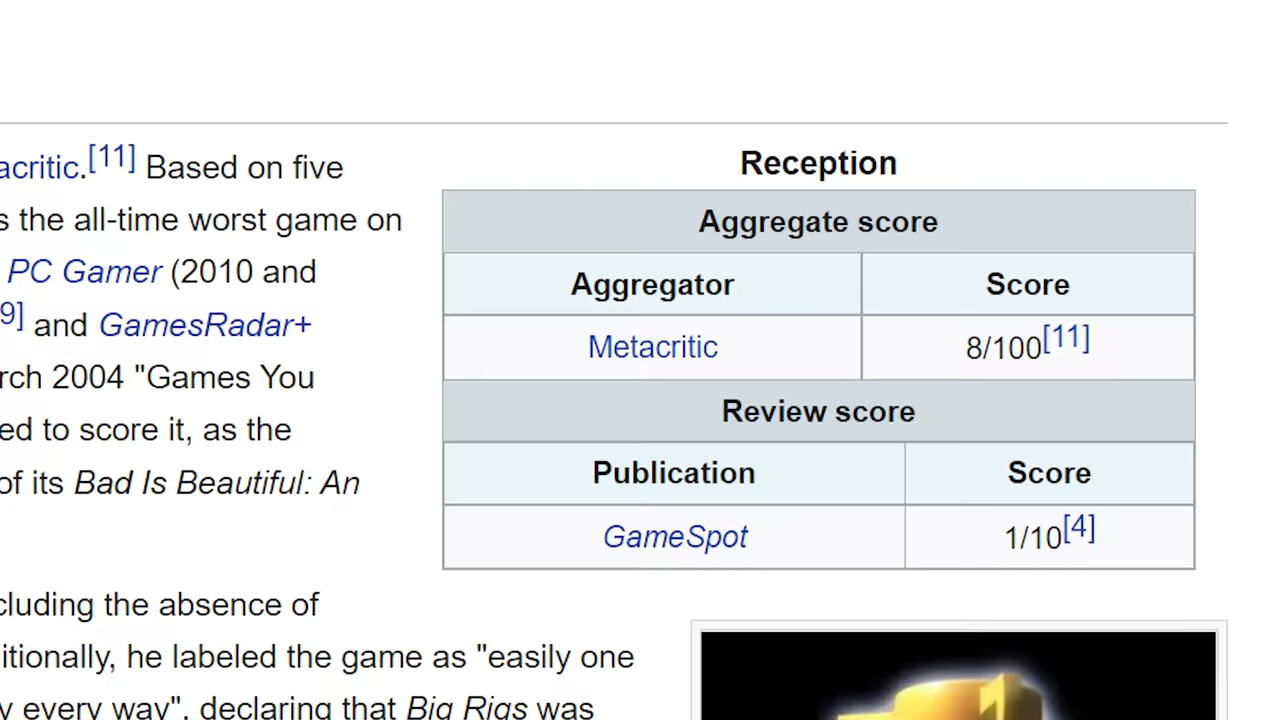 acritic.[11] Based on five
s the all-time worst game on
PC Gamer (2010 and
9] and GamesRadar+
rch 2004 "Games You
ed to score it, as the
of its Bad Is Beautiful: An
cluding the absence of
itionally, he labeled the game as "easily one
y every way", declaring that Big Rigs was
Reception
Aggregate score
Aggregator Score
Metacritic 8/100[11]
Review score
Publication Score
GameSpot 1/10[4]